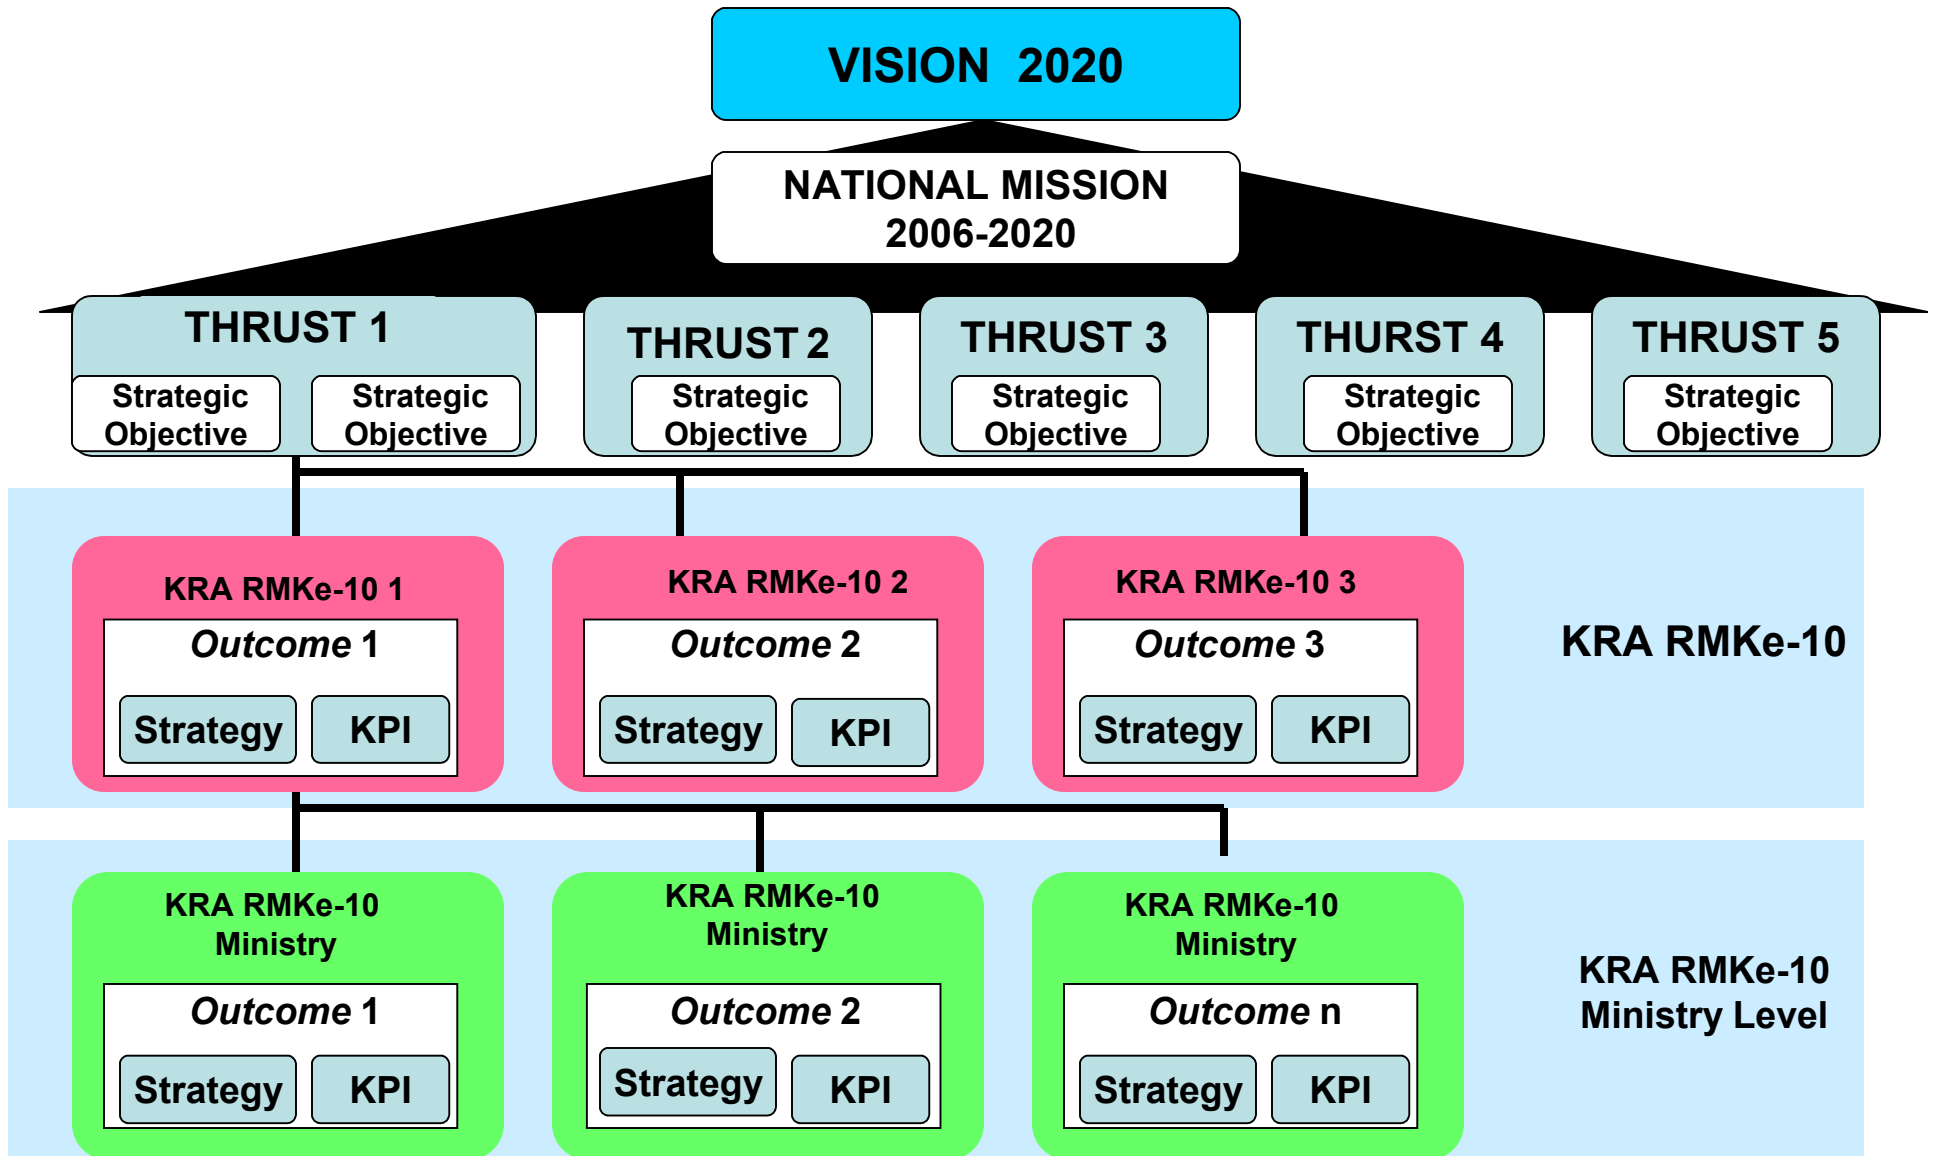 VISION 2020
NATIONAL MISSION
2006-2020
THRUST 1
Strategic
Objective
Strategic
Objective
THRUST 2
Strategic
Objective
THRUST 3
Strategic
Objective
THURST 4
Strategic
Objective
THRUST 5
Strategic
Objective
KRA RMKe-10 1
Outcome 1
Strategy
KPI
KRA RMKe-10 2
Outcome 2
Strategy
KPI
KRA RMKe-10 3
Outcome 3
Strategy
KPI
KRA RMKe-10
KRA RMKe-10
Ministry
Outcome 1
Strategy
KPI
KRA RMKe-10
Ministry
Outcome 2
Strategy
KPI
KRA RMKe-10
Ministry
Outcome n
Strategy
KPI
KRA RMKe-10
Ministry Level